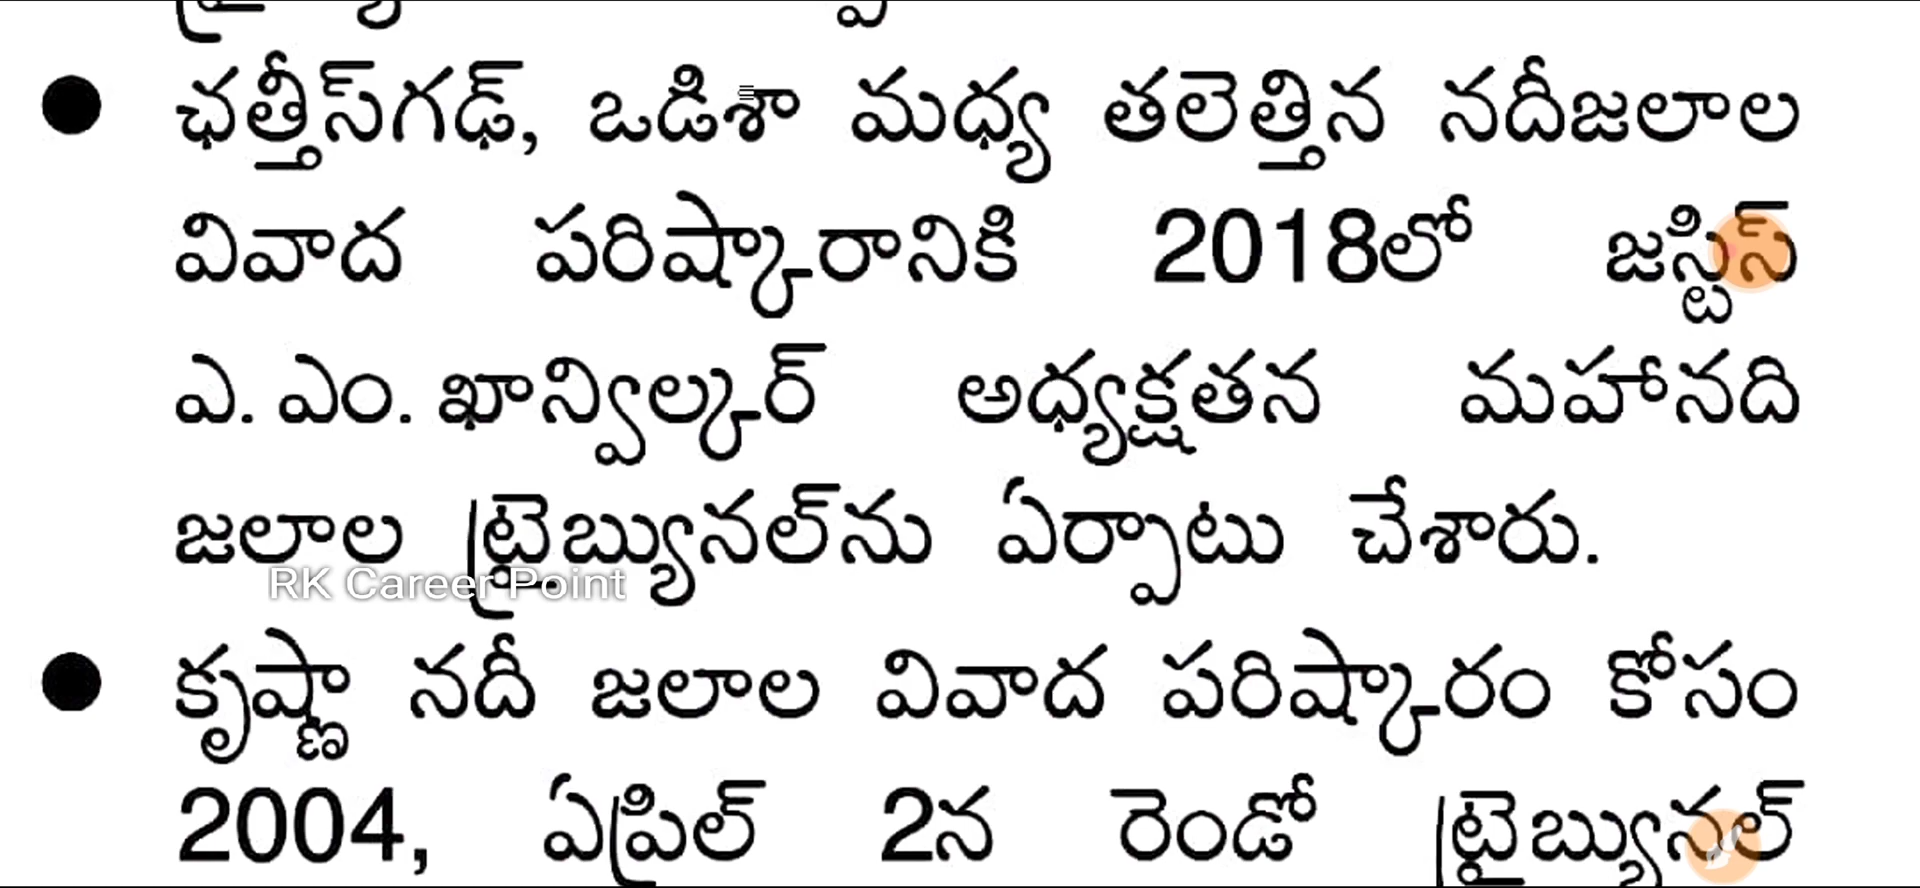 ఛత్తీస్‌గఢ్, ఒడిశా మధ్య తలెత్తిన నదీజలాల
వివాద పరిష్కారానికి 2018లో జస్టిస్
ఎ. ఎం. ఖాన్విల్కర్ అధ్యక్షతన మహానది
జలాల ట్రైబ్యునల్‌ను ఏర్పాటు చేశారు.
RK Career Point
కృష్ణా నదీ జలాల వివాద పరిష్కారం కోసం
2004, ఏప్రిల్ 2న రెండో ట్రైబ్యునల్